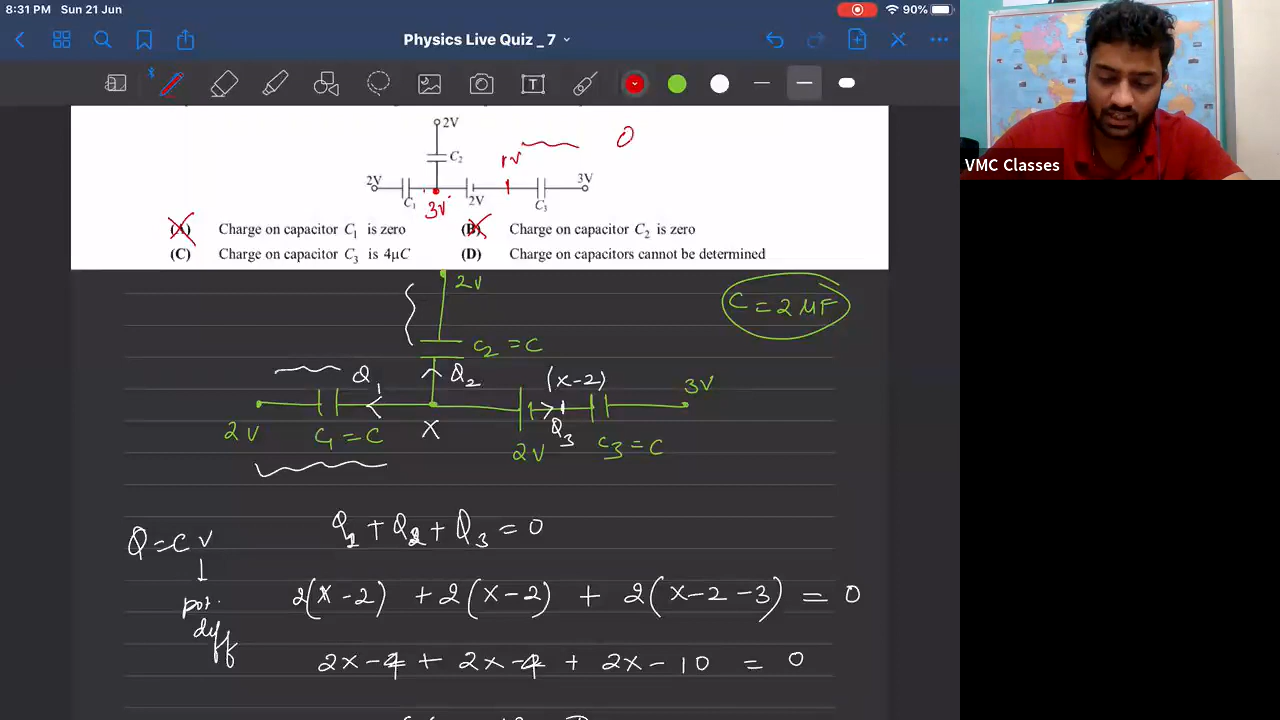 8:31 PM Sun 21 Jun
90%
Physics Live Quiz _ 7
T
VMC Classes
2V
C2
1V
0
2V
3V
C1
2V
C3
3V
(A) Charge on capacitor C1 is zero (B) Charge on capacitor C2 is zero
(C) Charge on capacitor C3 is 4μC (D) Charge on capacitors cannot be determined
2V
C = 2 μF
C2 = C
Q1 Q2 (x-2) 3V
2V C1 = C X Q3
2V C3 = C
Q = CV Q1 + Q2 + Q3 = 0
↓
pot. diff
2(x-2) + 2(x-2) + 2(x-2-3) = 0
2x-4 + 2x-4 + 2x-10 = 0